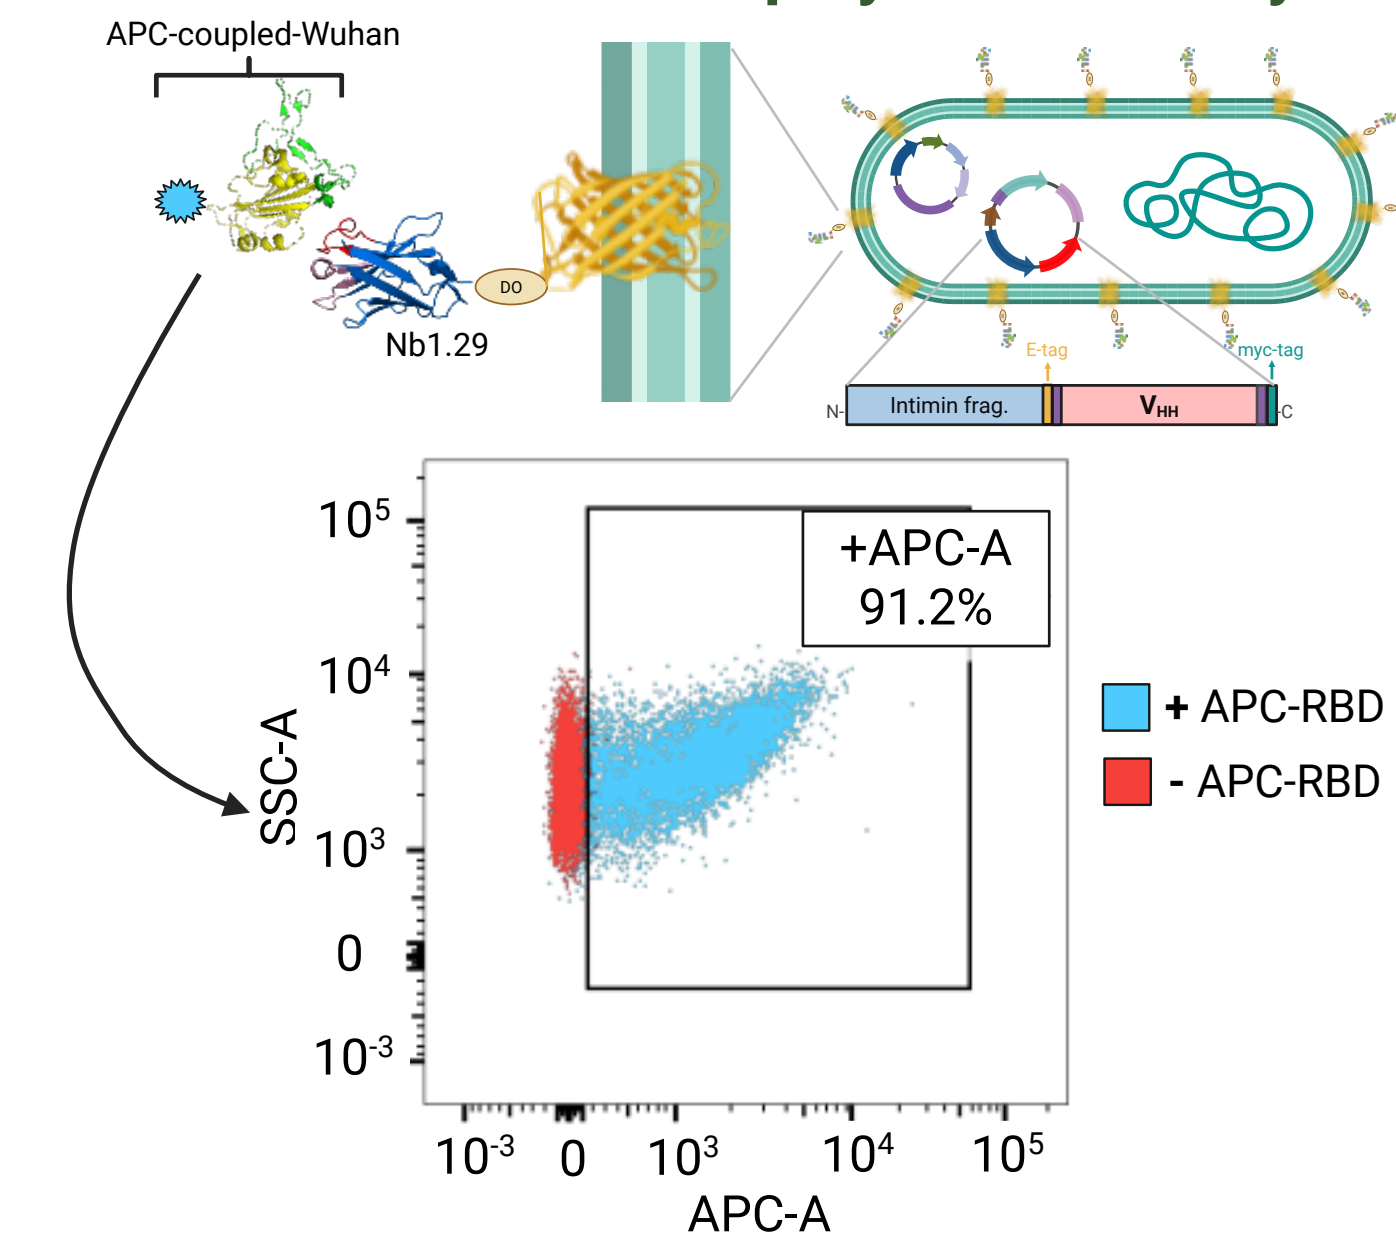 APC-coupled-Wuhan
DO
Nb1.29
E-tag
myc-tag
N-
Intimin frag.
VHH
-C
+APC-A
91.2%
10^5
10^4
10^3
0
10^-3
SSC-A
+ APC-RBD
- APC-RBD
10^-3
0
10^3
10^4
10^5
APC-A